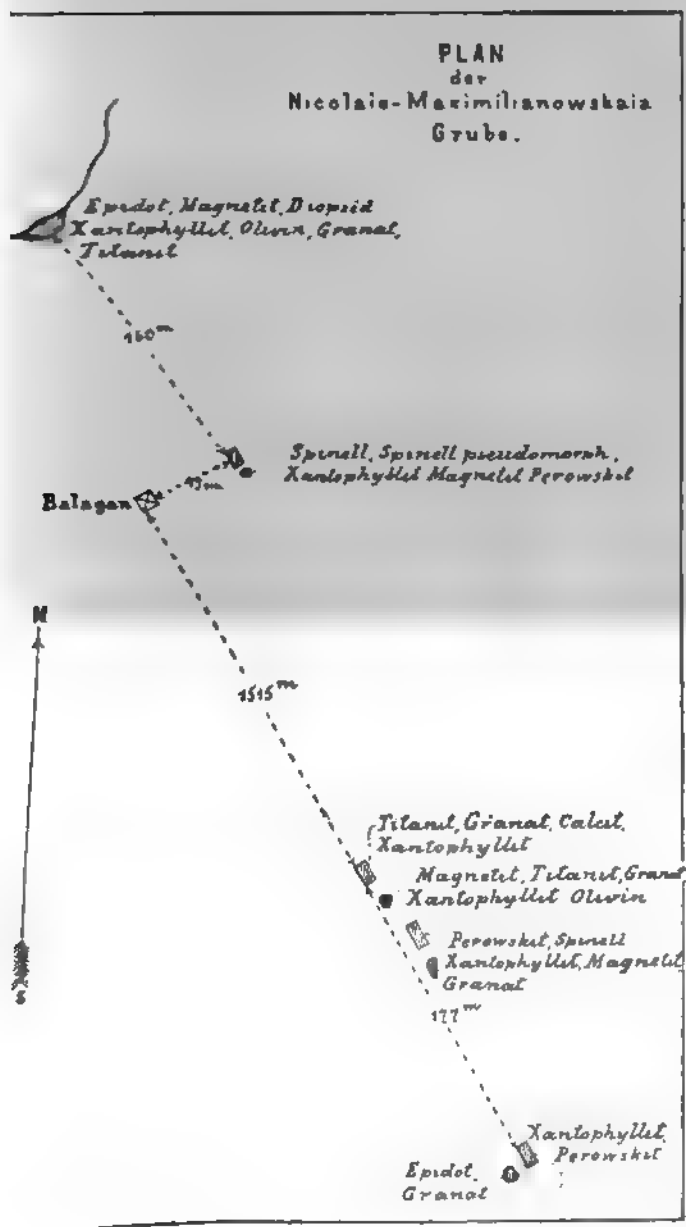 PLAN
der
Nicolaie-Maximilianowskaia
Grube.
Epidot, Magnetit, Diopsid
Xantophyllit, Olivin, Granat,
Titanit
160m
Spinell, Spinell pseudomorph,
Xantophyllit Magnetit Perowskit
Balagan
N
1515m
Titanit, Granat, Calcit,
Xantophyllit
Magnetit, Titanit, Granat
Xantophyllit Olivin
Perowskit, Spinell
Xantophyllit, Magnetit,
Granat
S
177m
Xantophyllit,
Perowskit
Epidot,
Granat